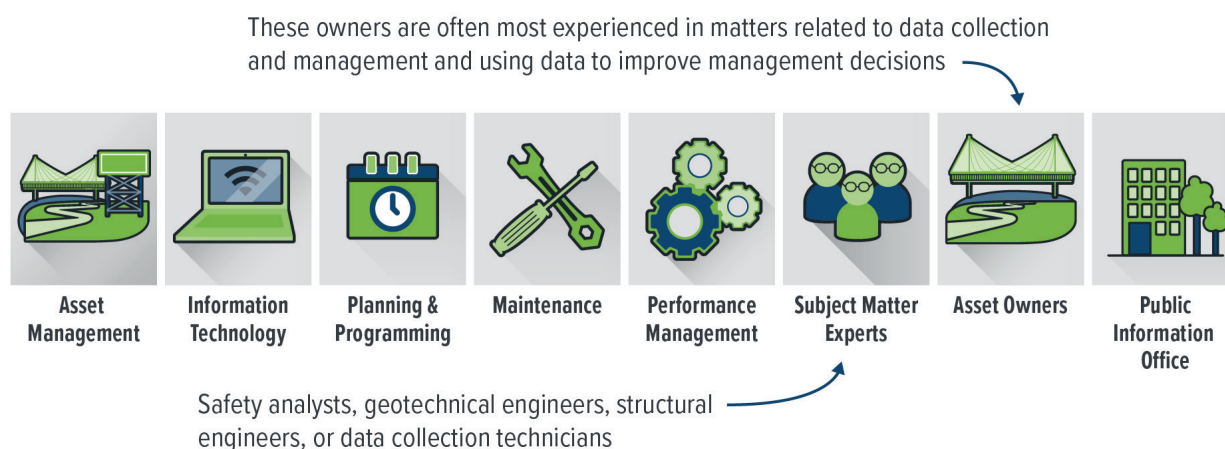 These owners are often most experienced in matters related to data collection
and management and using data to improve management decisions
Asset
Management
Information
Technology
Planning &
Programming
Maintenance
Performance
Management
Subject Matter
Experts
Asset Owners
Public
Information
Office
Safety analysts, geotechnical engineers, structural
engineers, or data collection technicians